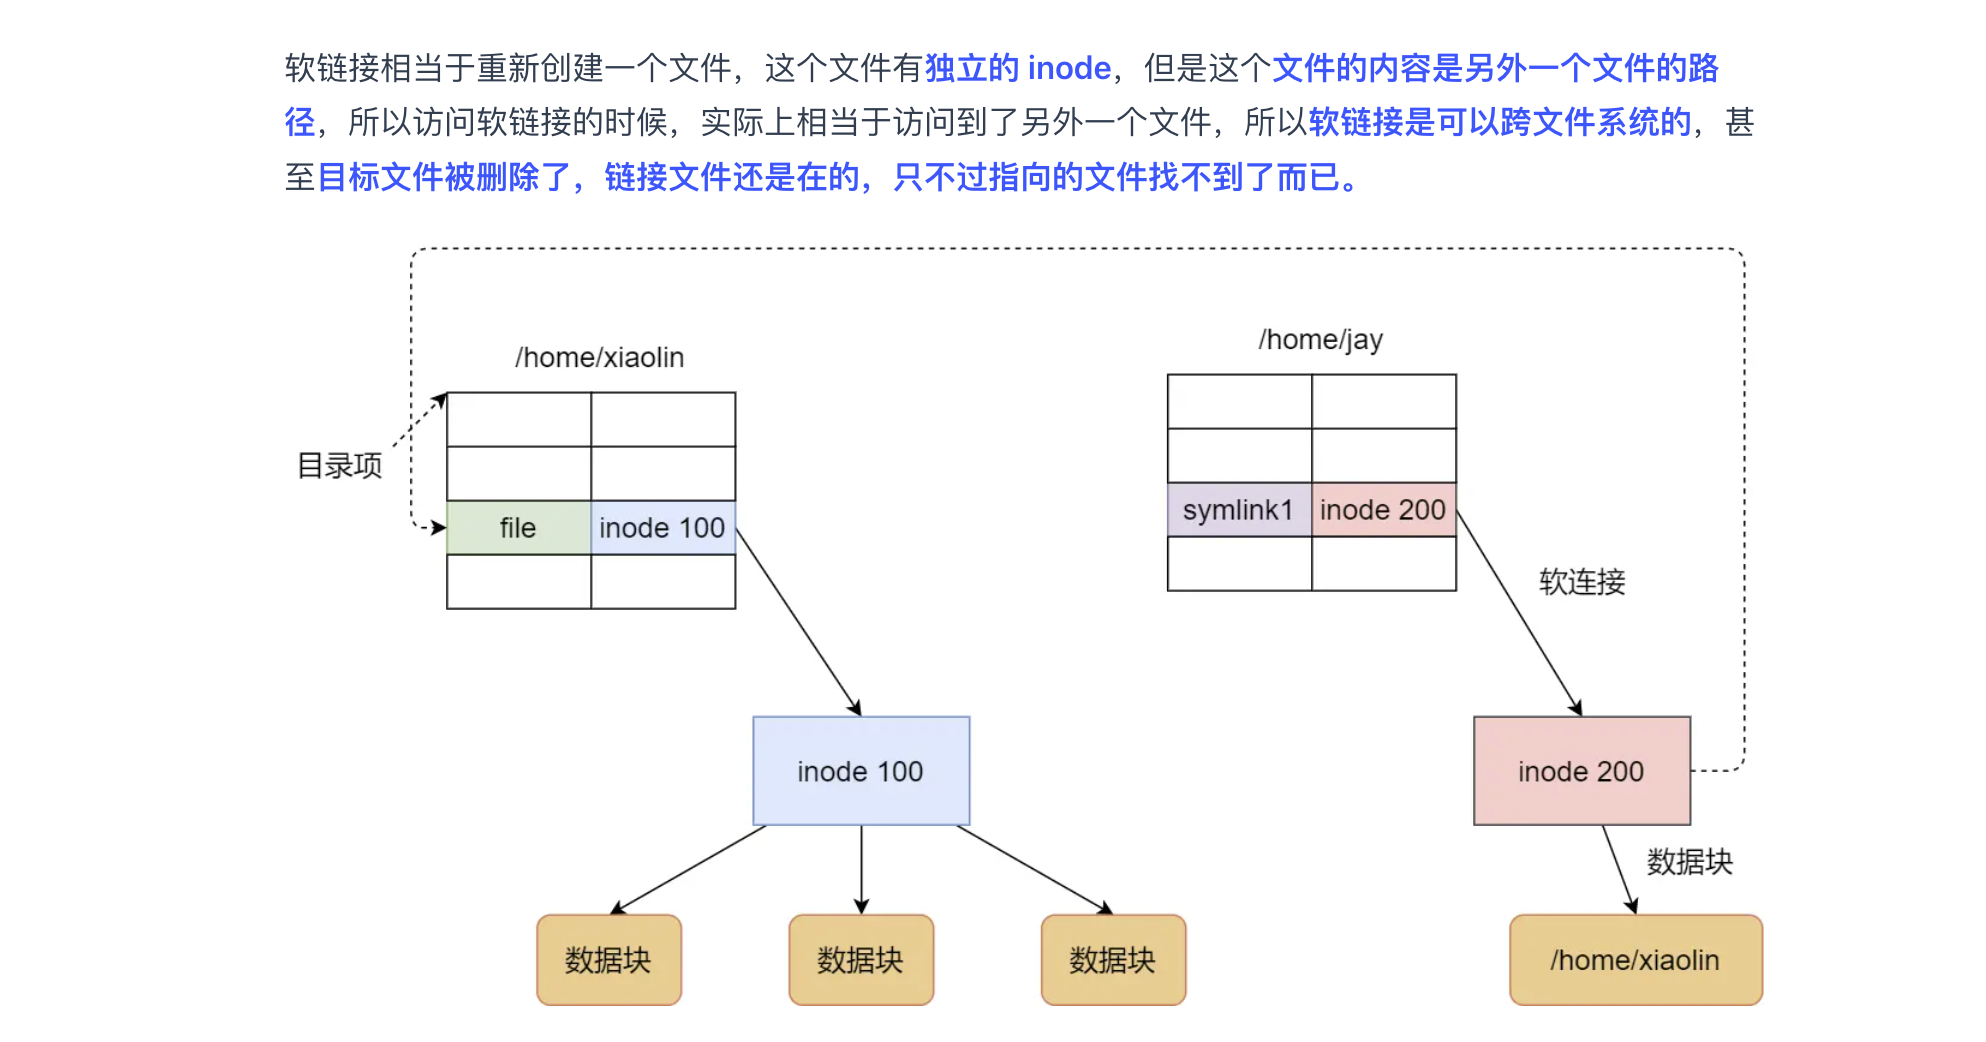 软链接相当于重新创建一个文件，这个文件有独立的 inode，但是这个文件的内容是另外一个文件的路
径，所以访问软链接的时候，实际上相当于访问到了另外一个文件，所以软链接是可以跨文件系统的，甚
至目标文件被删除了，链接文件还是在的，只不过指向的文件找不到了而已。
/home/xiaolin
/home/jay
目录项
file
inode 100
symlink1
inode 200
软连接
inode 100
inode 200
数据块
数据块
数据块
数据块
/home/xiaolin